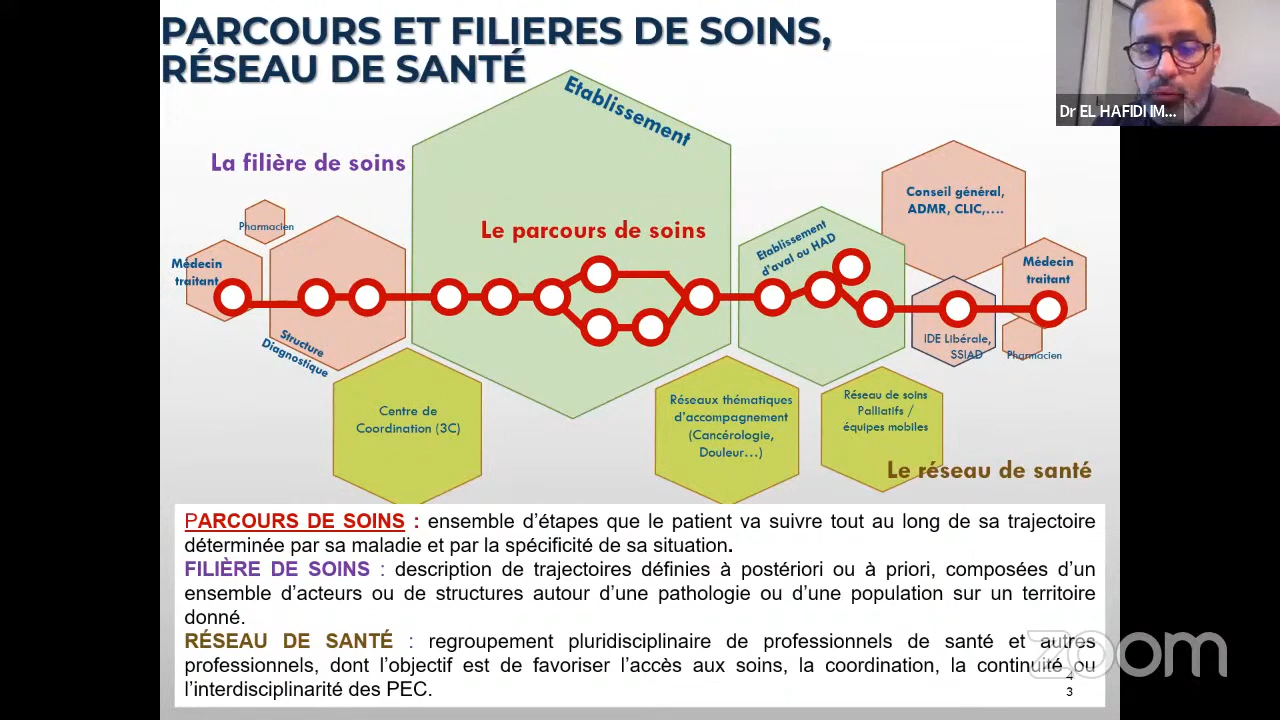 PARCOURS ET FILIERES DE SOINS,
RÉSEAU DE SANTÉ
Dr EL HAFIDI IM...
Etablissement
La filière de soins
Conseil général,
ADMR, CLIC,....
Pharmacien
Le parcours de soins
Etablissement
d'aval ou HAD
Médecin
traitant
Médecin
traitant
Structure
Diagnostique
IDE Libérale,
SSIAD
Pharmacien
Centre de
Coordination (3C)
Réseaux thématiques
d'accompagnement
(Cancérologie,
Douleur...)
Réseau de soins
Palliatifs /
équipes mobiles
Le réseau de santé
PARCOURS DE SOINS : ensemble d'étapes que le patient va suivre tout au long de sa trajectoire
déterminée par sa maladie et par la spécificité de sa situation.
FILIÈRE DE SOINS : description de trajectoires définies à postériori ou à priori, composées d'un
ensemble d'acteurs ou de structures autour d'une pathologie ou d'une population sur un territoire
donné.
RÉSEAU DE SANTÉ : regroupement pluridisciplinaire de professionnels de santé et autres
professionnels, dont l'objectif est de favoriser l'accès aux soins, la coordination, la continuité ou
l'interdisciplinarité des PEC.
4
3
zoom